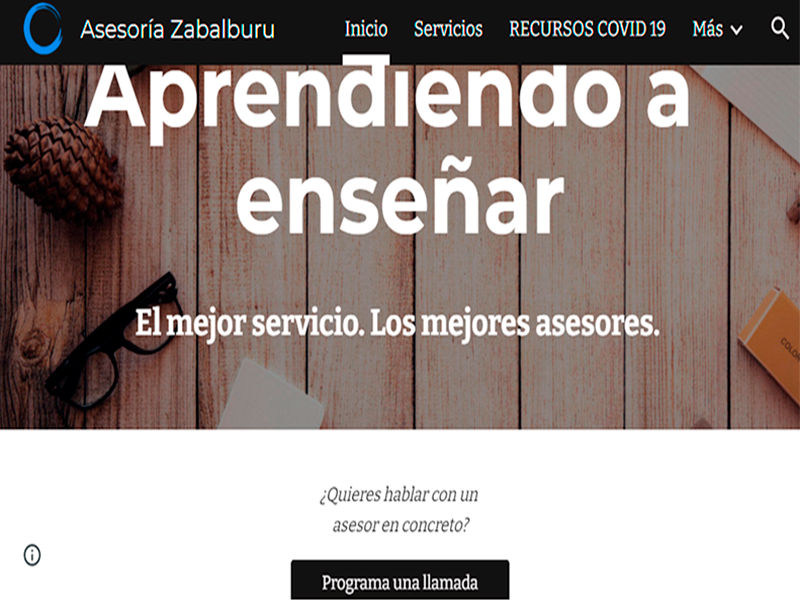 Asesoría Zabalburu
Inicio Servicios RECURSOS COVID 19 Más
Aprendiendo a
enseñar
El mejor servicio. Los mejores asesores.
¿Quieres hablar con un
asesor en concreto?
Programa una llamada